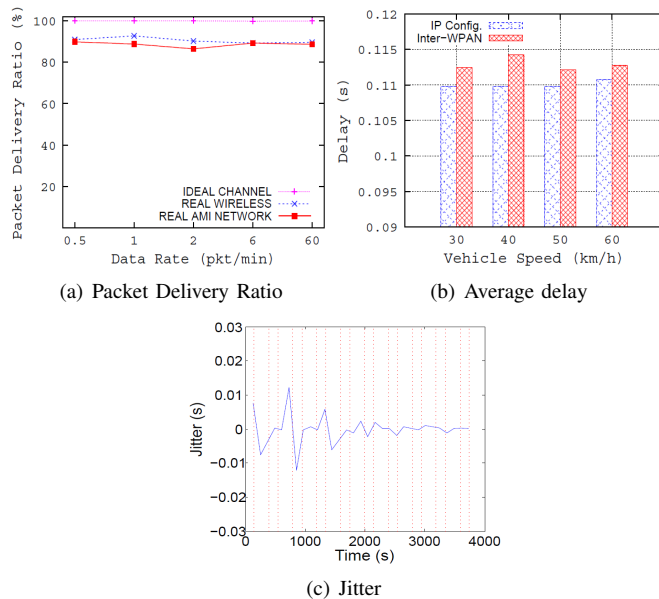 Packet Delivery Ratio (%)
100
80
60
40
20
IDEAL CHANNEL
REAL WIRELESS
REAL AMI NETWORK
0.5 1 2 6 60
Data Rate (pkt/min)
(a) Packet Delivery Ratio
Delay (s)
0.12
0.115
0.11
0.105
0.1
0.095
0.09
IP Config.
Inter-WPAN
30 40 50 60
Vehicle Speed (km/h)
(b) Average delay
Jitter (s)
0.03
0.02
0.01
0
-0.01
-0.02
-0.03
0 1000 2000 3000 4000
Time (s)
(c) Jitter